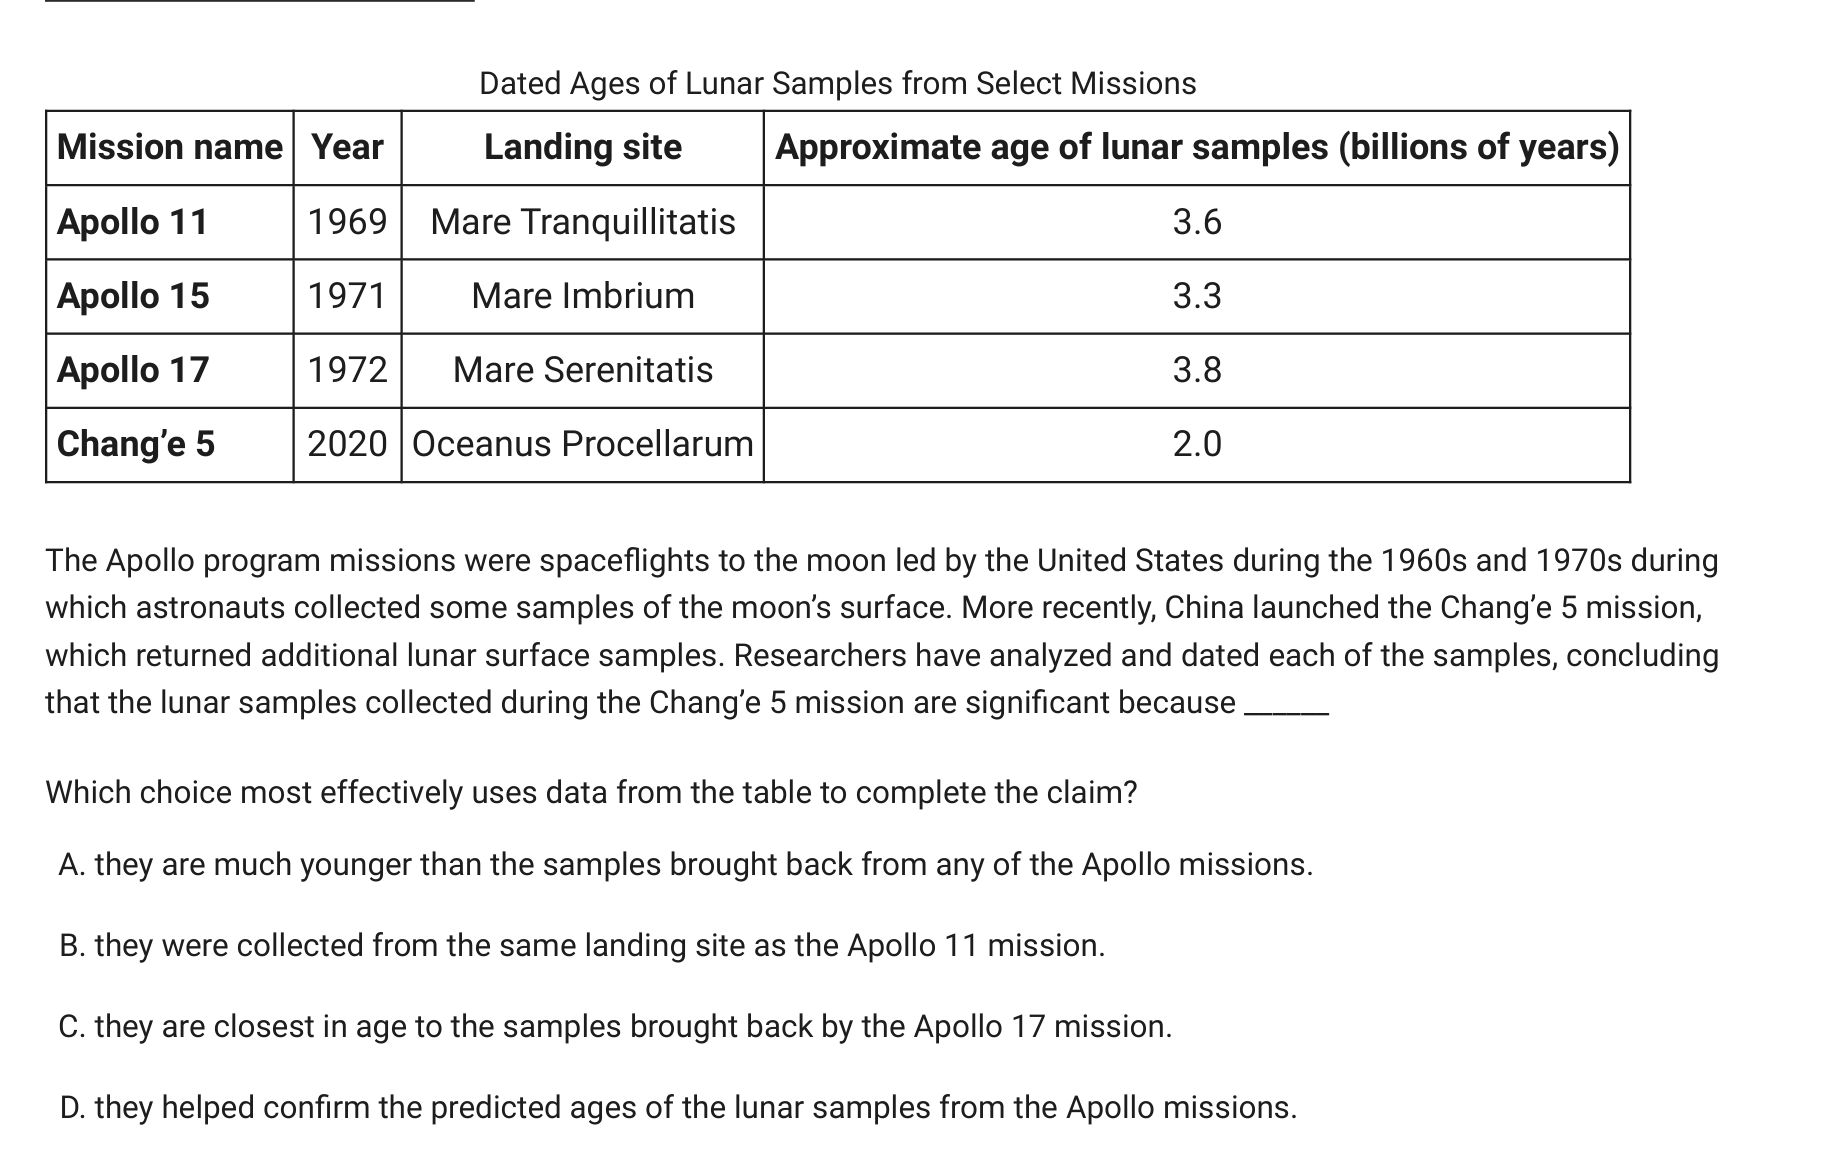 Dated Ages of Lunar Samples from Select Missions
Mission name Year Landing site Approximate age of lunar samples (billions of years)
Apollo 11 1969 Mare Tranquillitatis 3.6
Apollo 15 1971 Mare Imbrium 3.3
Apollo 17 1972 Mare Serenitatis 3.8
Chang’e 5 2020 Oceanus Procellarum 2.0
The Apollo program missions were spaceflights to the moon led by the United States during the 1960s and 1970s during
which astronauts collected some samples of the moon’s surface. More recently, China launched the Chang’e 5 mission,
which returned additional lunar surface samples. Researchers have analyzed and dated each of the samples, concluding
that the lunar samples collected during the Chang’e 5 mission are significant because ______
Which choice most effectively uses data from the table to complete the claim?
A. they are much younger than the samples brought back from any of the Apollo missions.
B. they were collected from the same landing site as the Apollo 11 mission.
C. they are closest in age to the samples brought back by the Apollo 17 mission.
D. they helped confirm the predicted ages of the lunar samples from the Apollo missions.